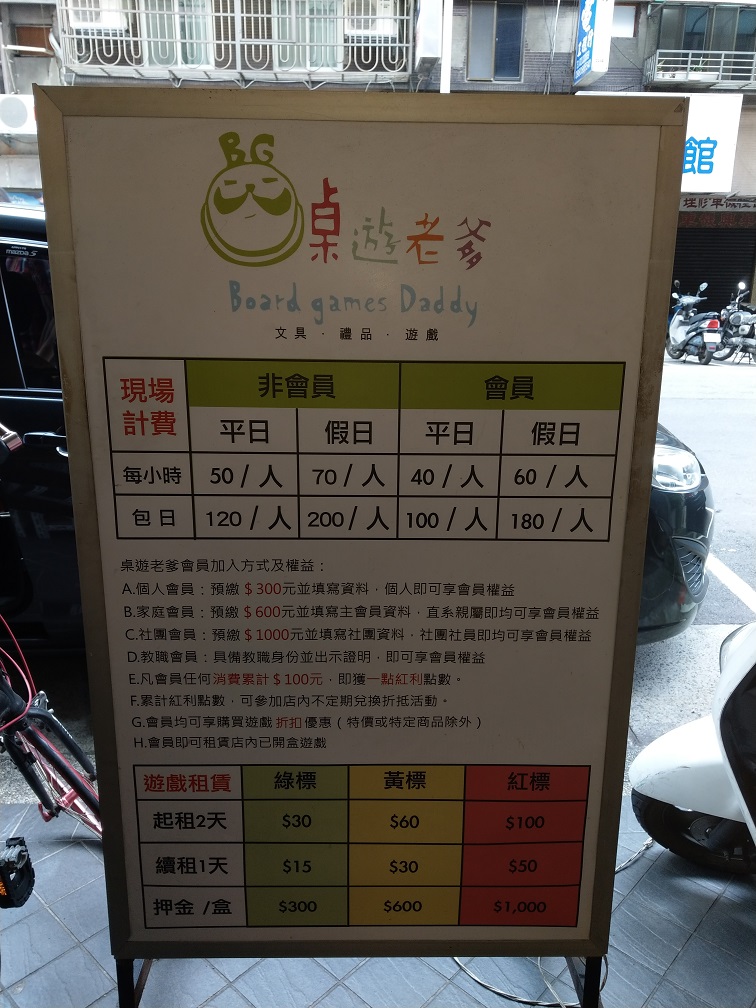 BG
桌遊老爹
Board games Daddy
文具 · 禮品 · 遊戲
現場計費 非會員 會員
平日 假日 平日 假日
每小時 50 / 人 70 / 人 40 / 人 60 / 人
包日 120 / 人 200 / 人 100 / 人 180 / 人
桌遊老爹會員加入方式及權益：
A.個人會員：預繳$300元並填寫資料，個人即可享會員權益
B.家庭會員：預繳$600元並填寫主會員資料，直系親屬即均可享會員權益
C.社團會員：預繳$1000元並填寫社團資料，社團社員即均可享會員權益
D.教職會員：具備教職身份並出示證明，即可享會員權益
E.凡會員任何消費累計$100元，即獲一點紅利點數。
F.累計紅利點數，可參加店內不定期兌換折抵活動。
G.會員均可享購買遊戲折扣優惠（特價或特定商品除外）
H.會員即可租賃店內已開盒遊戲
遊戲租賃 綠標 黃標 紅標
起租2天 $30 $60 $100
續租1天 $15 $30 $50
押金 /盒 $300 $600 $1,000
館
mazda 5